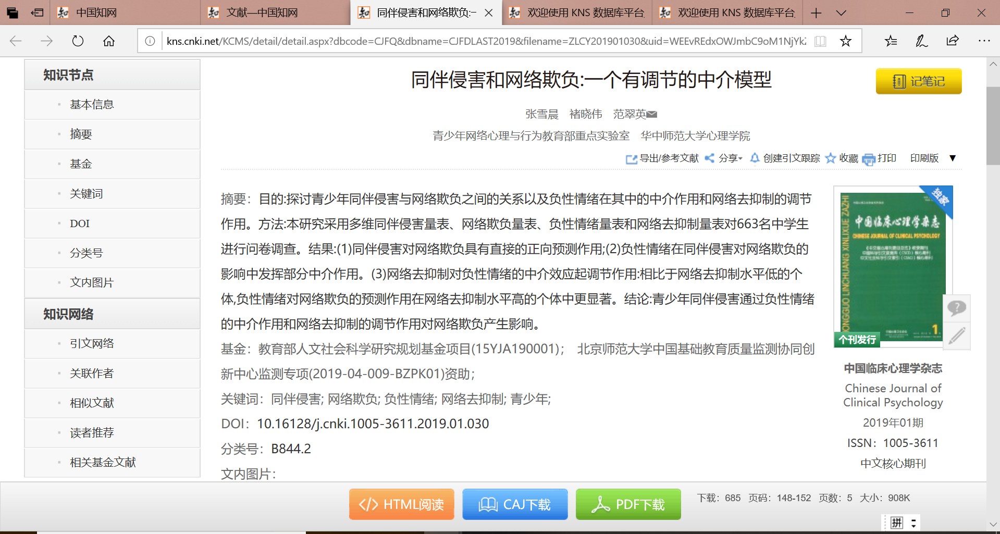 中国知网
文献—中国知网
同伴侵害和网络欺负:一
欢迎使用 KNS 数据库平台
欢迎使用 KNS 数据库平台
kns.cnki.net/KCMS/detail/detail.aspx?dbcode=CJFQ&dbname=CJFDLAST2019&filename=ZLCY201901030&uid=WEEvREdxOWJmbC9oM1NjYkZ
知识节点
基本信息
摘要
基金
关键词
DOI
分类号
文内图片
知识网络
引文网络
关联作者
相似文献
读者推荐
相关基金文献
同伴侵害和网络欺负:一个有调节的中介模型
记笔记
张雪晨 褚晓伟 范翠英
青少年网络心理与行为教育部重点实验室 华中师范大学心理学院
导出/参考文献 分享 创建引文跟踪 收藏 打印 印刷版 ▼
摘要：目的:探讨青少年同伴侵害与网络欺负之间的关系以及负性情绪在其中的中介作用和网络去抑制的调节
作用。方法:本研究采用多维同伴侵害量表、网络欺负量表、负性情绪量表和网络去抑制量表对663名中学生
进行问卷调查。结果:(1)同伴侵害对网络欺负具有直接的正向预测作用;(2)负性情绪在同伴侵害对网络欺负的
影响中发挥部分中介作用。(3)网络去抑制对负性情绪的中介效应起调节作用:相比于网络去抑制水平低的个
体,负性情绪对网络欺负的预测作用在网络去抑制水平高的个体中更显著。结论:青少年同伴侵害通过负性情绪
的中介作用和网络去抑制的调节作用对网络欺负产生影响。
基金：教育部人文社会科学研究规划基金项目(15YJA190001)； 北京师范大学中国基础教育质量监测协同创
新中心监测专项(2019-04-009-BZPK01)资助；
关键词：同伴侵害; 网络欺负; 负性情绪; 网络去抑制; 青少年;
DOI：10.16128/j.cnki.1005-3611.2019.01.030
分类号：B844.2
文内图片：
独家
中国临床心理学杂志
CHINESE JOURNAL OF CLINICAL PSYCHOLOGY
ZHONGGUO LINCHUANG XINLIXUE ZAZHI
1
个刊发行
中国临床心理学杂志
Chinese Journal of
Clinical Psychology
2019年01期
ISSN：1005-3611
中文核心期刊
HTML阅读
CAJ下载
PDF下载
下载：685 页码：148-152 页数：5 大小：908K
拼